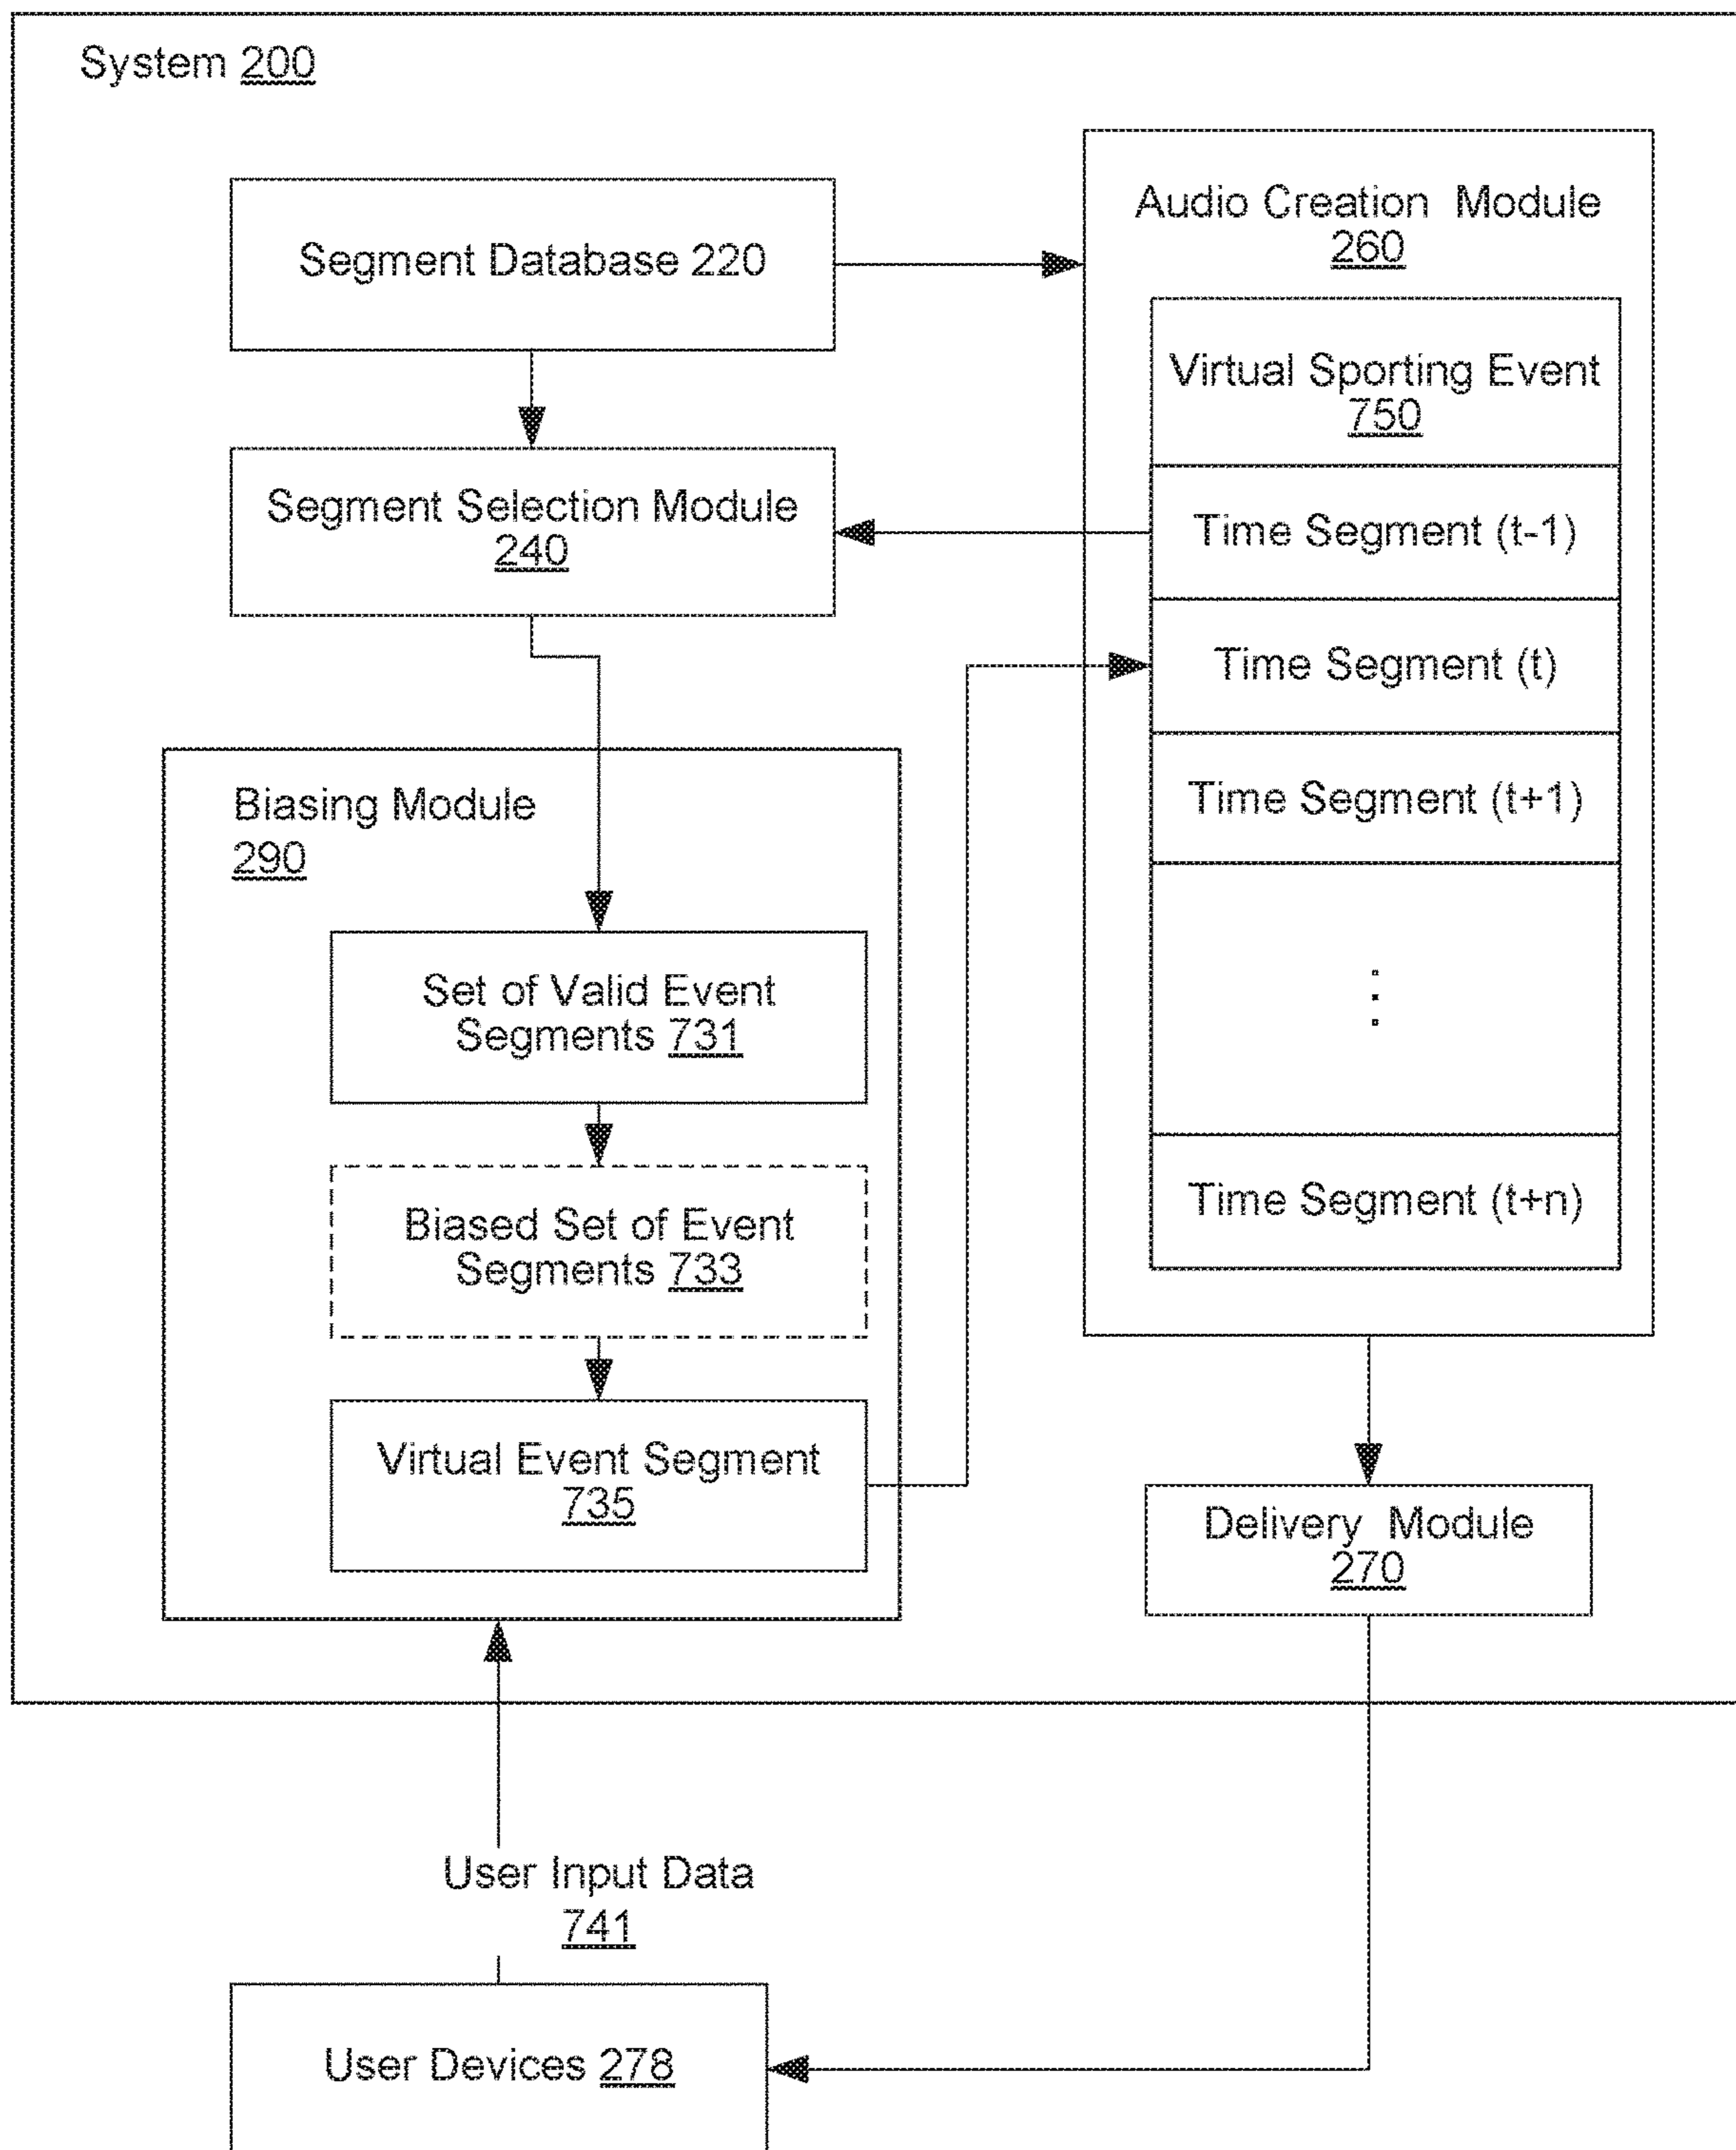 System 200
Segment Database 220
Audio Creation Module
260
Virtual Sporting Event
750
Segment Selection Module
240
Time Segment (t-1)
Time Segment (t)
Time Segment (t+1)
Biasing Module
290
Set of Valid Event
Segments 731
Biased Set of Event
Segments 733
Time Segment (t+n)
Virtual Event Segment
735
Delivery Module
270
User Input Data
741
User Devices 278